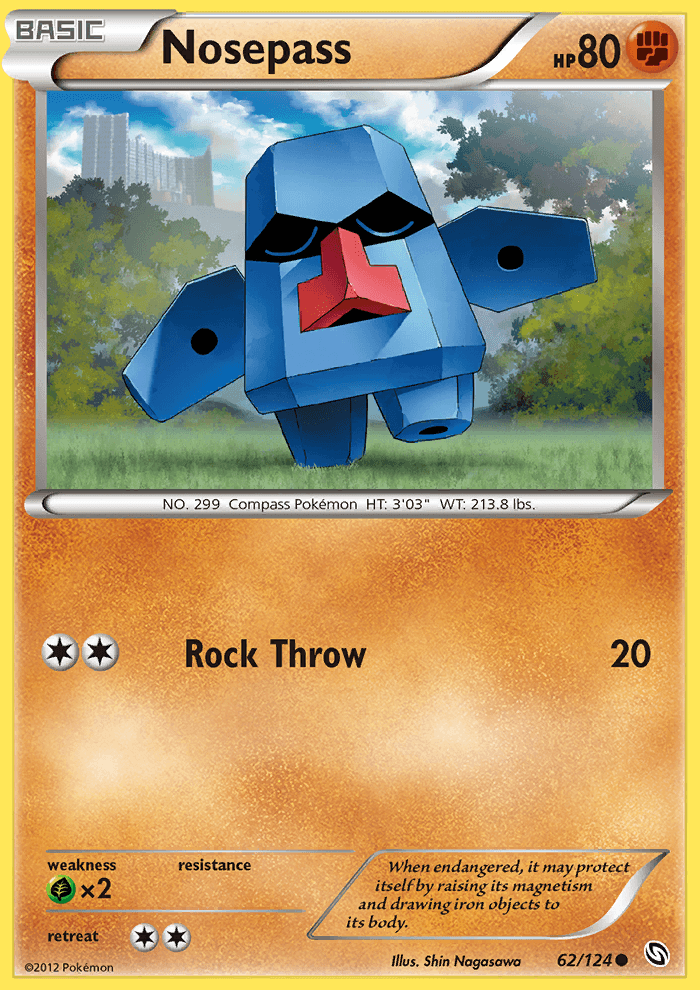 BASIC
Nosepass
HP80
NO. 299 Compass Pokémon HT: 3'03" WT: 213.8 lbs.
Rock Throw 20
weakness resistance
×2
retreat
When endangered, it may protect
itself by raising its magnetism
and drawing iron objects to
its body.
Illus. Shin Nagasawa 62/124
©2012 Pokémon